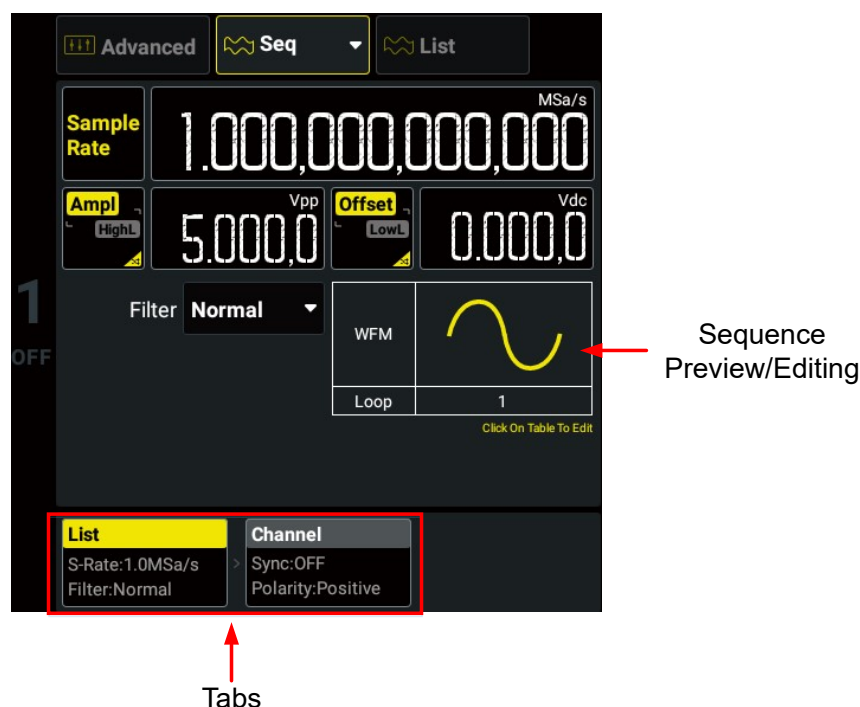 Advanced
Seq
List
Sample
Rate
MSa/s
1.000,000,000,000
Ampl
HighL
Vpp
5.000,0
Offset
LowL
Vdc
0.000,0
1
OFF
Filter
Normal
WFM
Loop
1
Click On Table To Edit
Sequence
Preview/Editing
List
S-Rate:1.0MSa/s
Filter:Normal
>
Channel
Sync:OFF
Polarity:Positive
Tabs